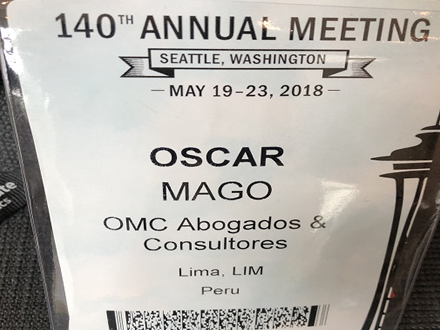 140TH ANNUAL MEETING
SEATTLE, WASHINGTON
— MAY 19–23, 2018 —
OSCAR
MAGO
OMC Abogados &
Consultores
Lima, LIM
Peru